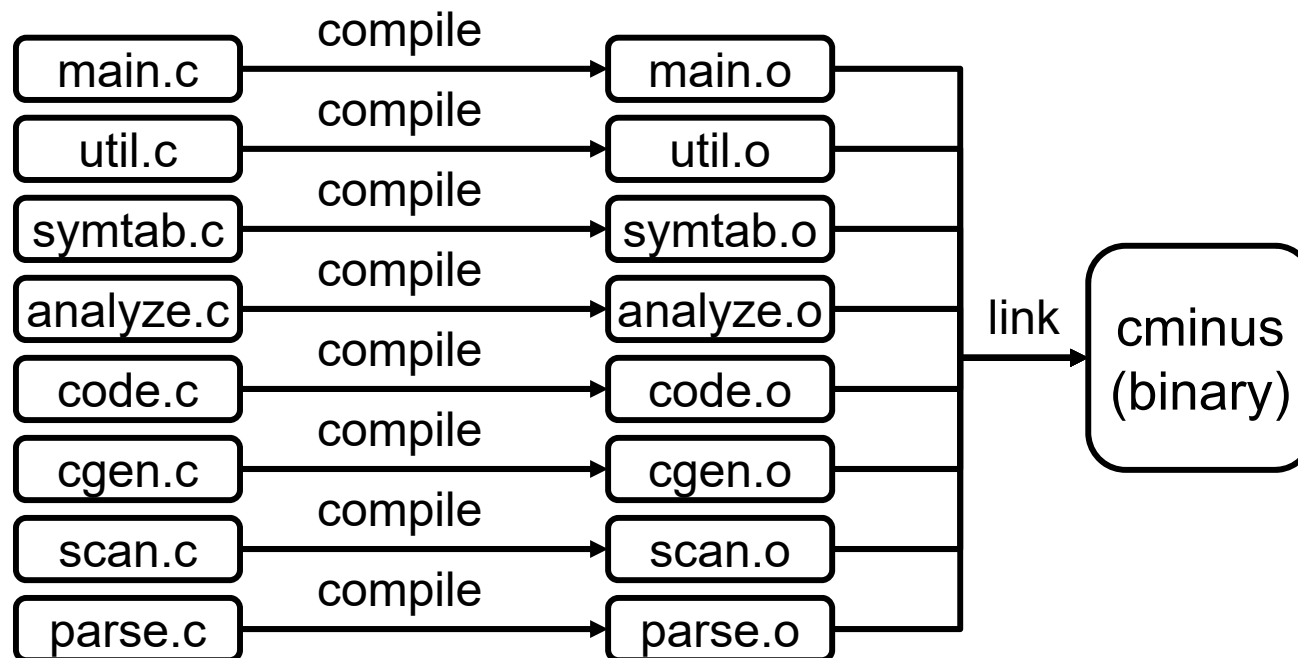 compile
main.c
main.o
compile
util.c
util.o
compile
symtab.c
symtab.o
compile
analyze.c
analyze.o
link
cminus
(binary)
compile
code.c
code.o
compile
cgen.c
cgen.o
compile
scan.c
scan.o
compile
parse.c
parse.o